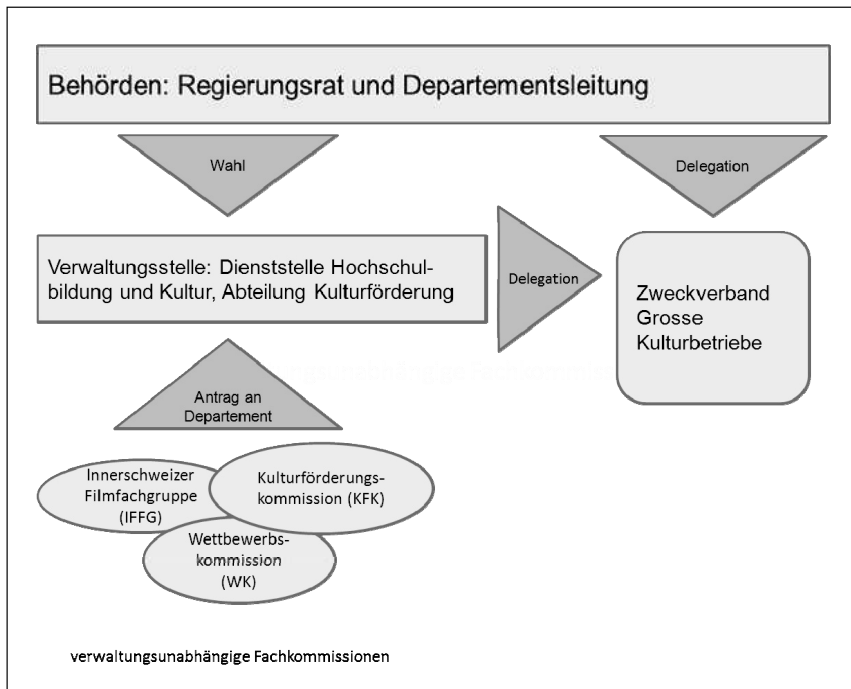 Behörden: Regierungsrat und Departementsleitung
Wahl
Delegation
Verwaltungsstelle: Dienststelle Hochschul-
bildung und Kultur, Abteilung Kulturförderung
Delegation
Zweckverband
Grosse
Kulturbetriebe
Antrag an
Departement
Innerschweizer
Filmfachgruppe
(IFFG)
Kulturförderungs-
kommission (KFK)
Wettbewerbs-
kommission
(WK)
verwaltungsunabhängige Fachkommissionen